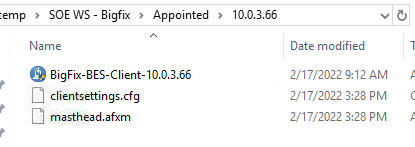 temp > SOE WS - Bigfix > Appointed > 10.0.3.66
Name Date modified
BigFix-BES-Client-10.0.3.66 2/17/2022 9:12 AM
clientsettings.cfg 2/17/2022 3:28 PM
masthead.afxm 2/17/2022 3:28 PM